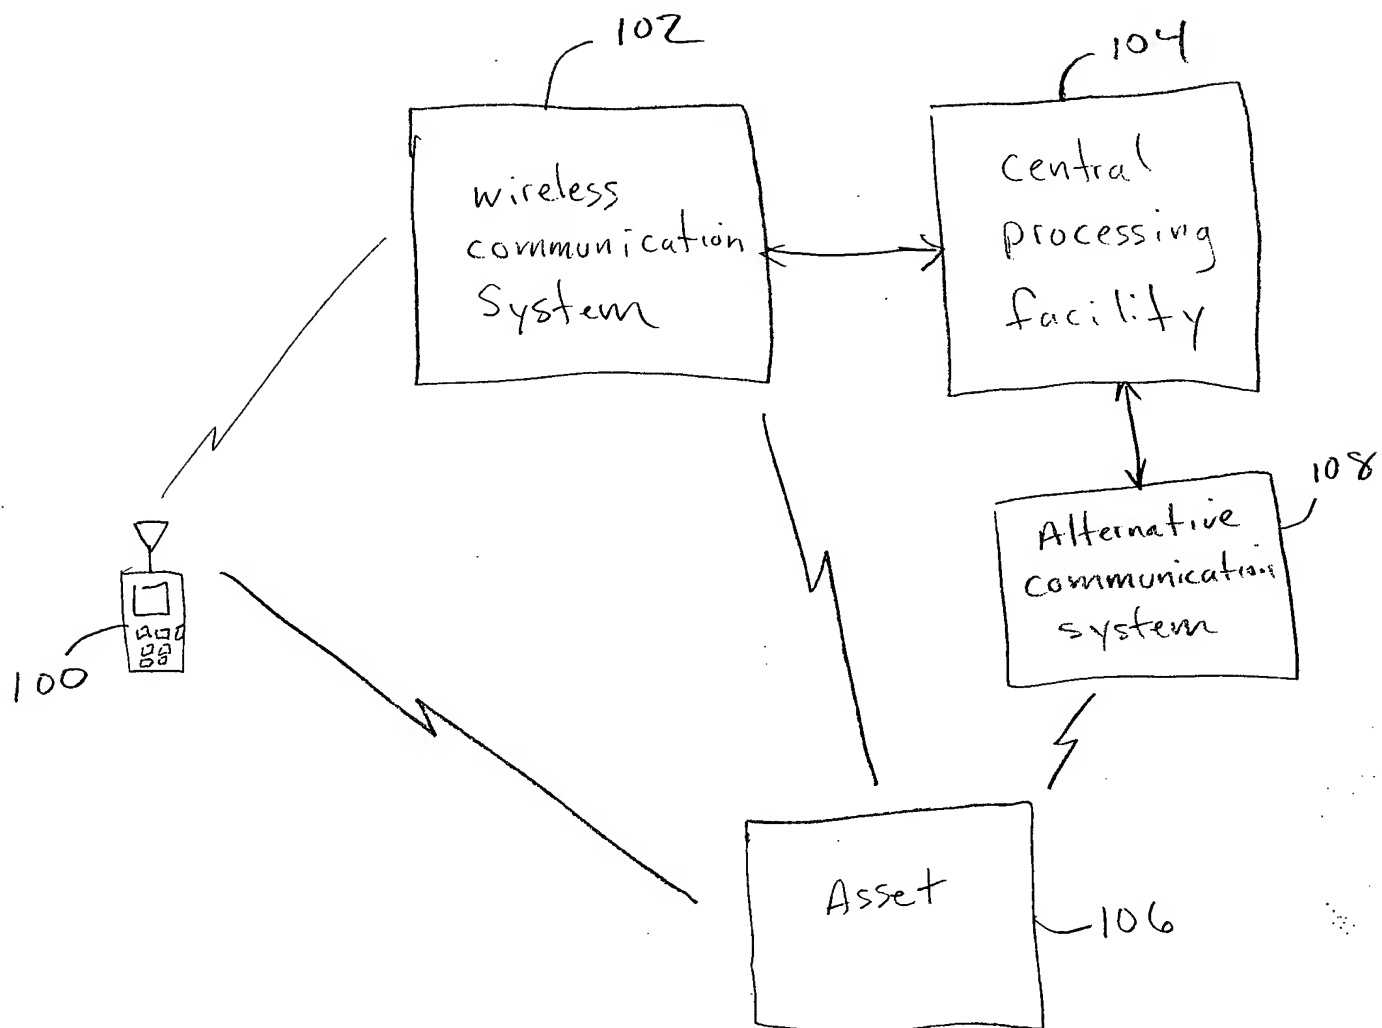 102
104
wireless
communication
System
central
processing
facility
108
Alternative
communication
system
100
Asset
106